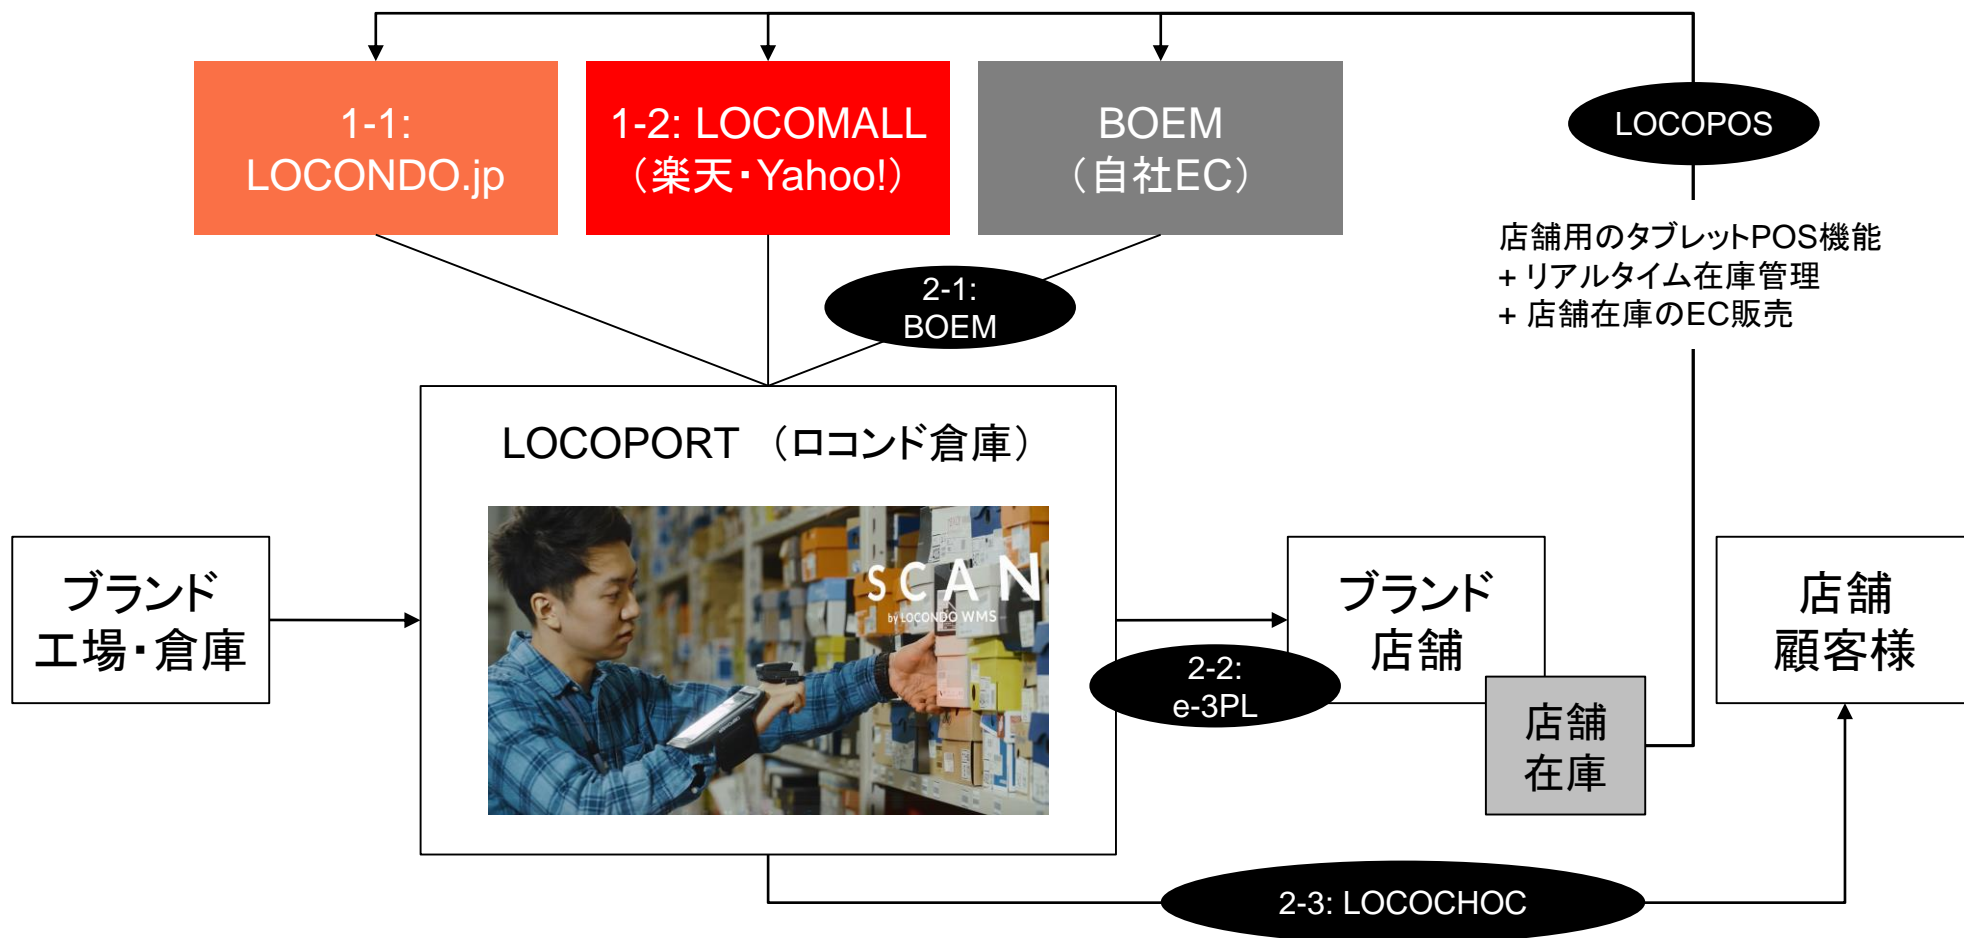 1-1:
LOCONDO.jp
1-2: LOCOMALL
（楽天・Yahoo!）
BOEM
（自社EC）
LOCOPOS
店舗用のタブレットPOS機能
+ リアルタイム在庫管理
+ 店舗在庫のEC販売
2-1:
BOEM
LOCOPORT （ロコンド倉庫）
SCAN
by LOCONDO WMS
ブランド
工場・倉庫
ブランド
店舗
2-2:
e-3PL
店舗
在庫
店舗
顧客様
2-3: LOCOCHOC